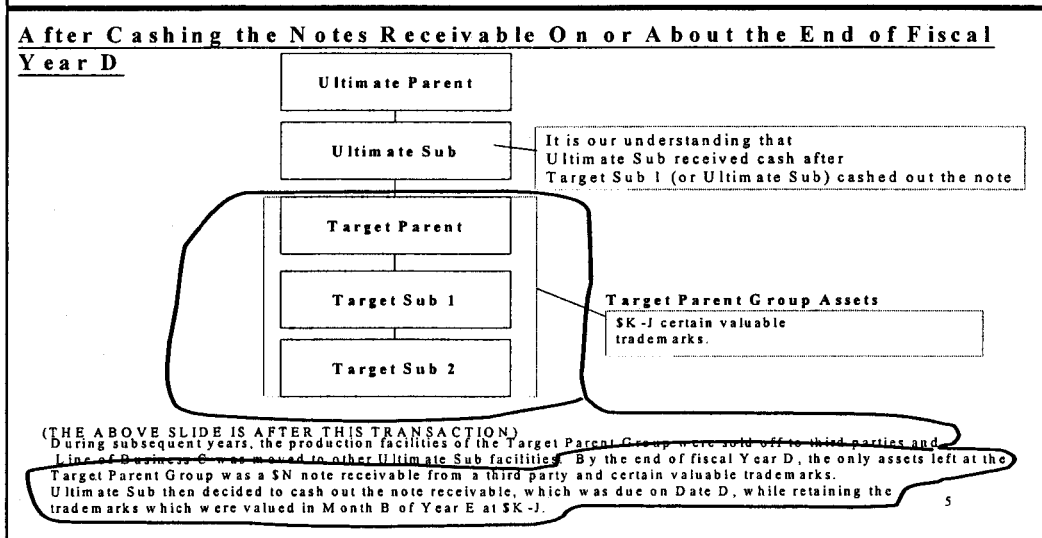 After Cashing the Notes Receivable On or About the End of Fiscal
Year D
Ultimate Parent
Ultimate Sub
It is our understanding that
Ultimate Sub received cash after
Target Sub 1 (or Ultimate Sub) cashed out the note
Target Parent
Target Sub 1
Target Sub 2
Target Parent Group Assets
$K-J certain valuable
trademarks.
(THE ABOVE SLIDE IS AFTER THIS TRANSACTION)
During subsequent years, the production facilities of the Target Parent Group were sold off to third parties and
Line of Business C was moved to other Ultimate Sub facilities. By the end of fiscal Year D, the only assets left at the
Target Parent Group was a $N note receivable from a third party and certain valuable trademarks.
Ultimate Sub then decided to cash out the note receivable, which was due on Date D, while retaining the
trademarks which were valued in Month B of Year E at $K-J.
5